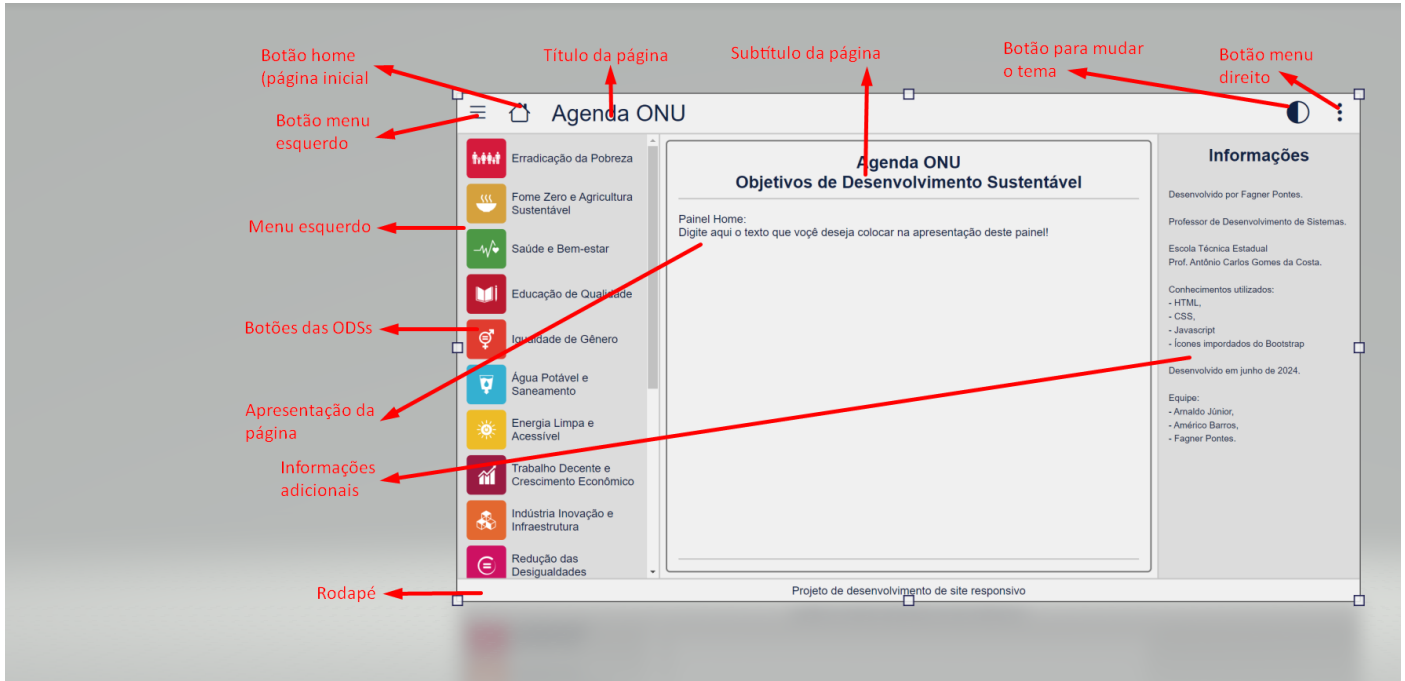 Botão home
(página inicial
Título da página
Subtítulo da página
Botão para mudar
o tema
Botão menu
direito
Botão menu
esquerdo
Agenda ONU
Menu esquerdo
Botões das ODSs
Apresentação da
página
Informações
adicionais
Rodapé
Erradicação da Pobreza
Fome Zero e Agricultura
Sustentável
Saúde e Bem-estar
Educação de Qualidade
Igualdade de Gênero
Água Potável e
Saneamento
Energia Limpa e
Acessível
Trabalho Decente e
Crescimento Econômico
Indústria Inovação e
Infraestrutura
Redução das
Desigualdades
Agenda ONU
Objetivos de Desenvolvimento Sustentável
Painel Home:
Digite aqui o texto que voçê deseja colocar na apresentação deste painel!
Informações
Desenvolvido por Fagner Pontes.
Professor de Desenvolvimento de Sistemas.
Escola Técnica Estadual
Prof. Antônio Carlos Gomes da Costa.
Conhecimentos utilizados:
- HTML,
- CSS,
- Javascript
- Ícones impordados do Bootstrap
Desenvolvido em junho de 2024.
Equipe:
- Arnaldo Júnior,
- Américo Barros,
- Fagner Pontes.
Projeto de desenvolvimento de site responsivo